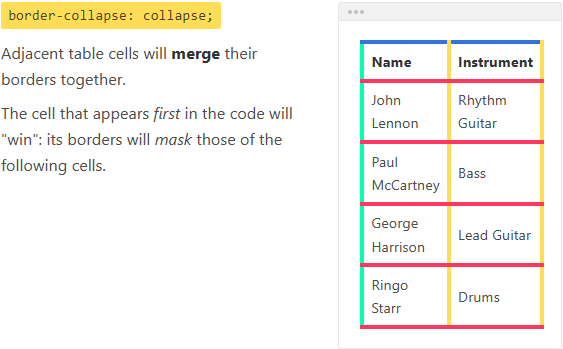 border-collapse: collapse;
Adjacent table cells will merge their
borders together.
The cell that appears first in the code will
"win": its borders will mask those of the
following cells.
Name Instrument
John Lennon Rhythm Guitar
Paul McCartney Bass
George Harrison Lead Guitar
Ringo Starr Drums